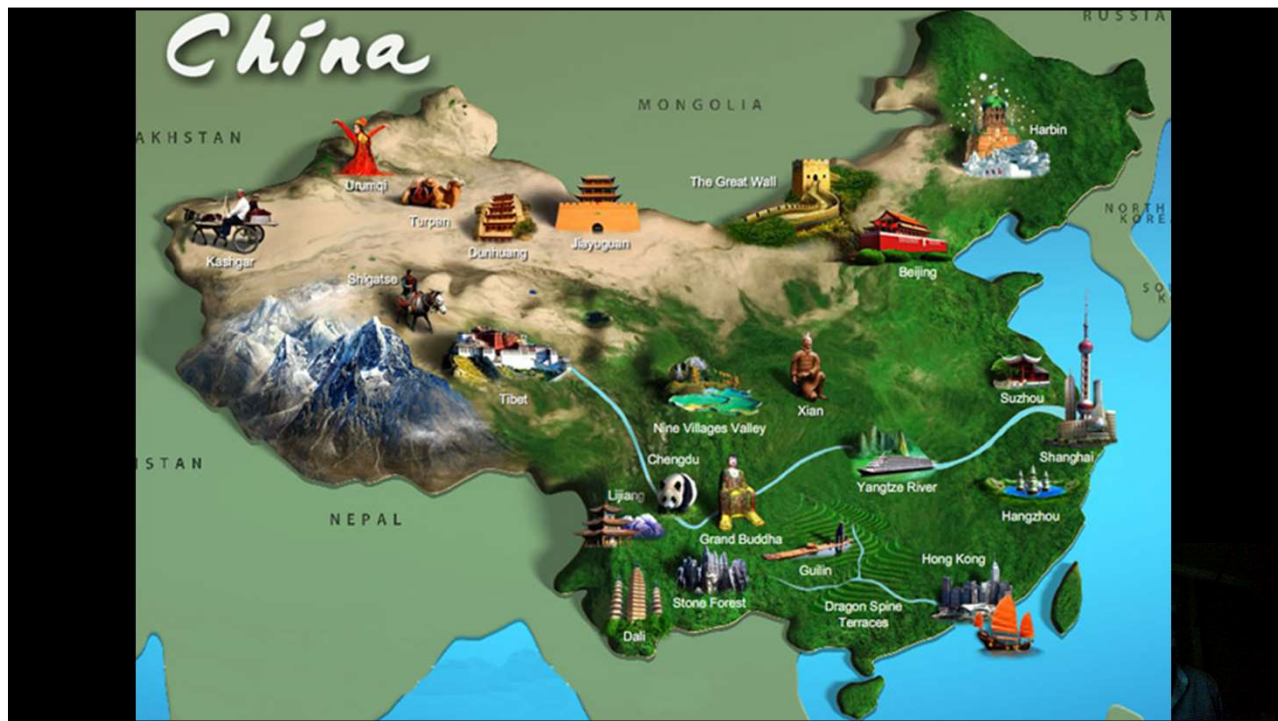 China
RUSSIA
MONGOLIA
AKHSTAN
Harbin
The Great Wall
Urumqi
Turpan
Dunhuang
Jiayuguan
NORTH
KORE
Kashgar
Beijing
Shigatse
SO
K
Tibet
Suzhou
Xian
Nine Villages Valley
Shanghai
Chengdu
ISTAN
Yangtze River
Lijiang
Hangzhou
NEPAL
Grand Buddha
Hong Kong
Guilin
Stone Forest
Dragon Spine
Terraces
Dali